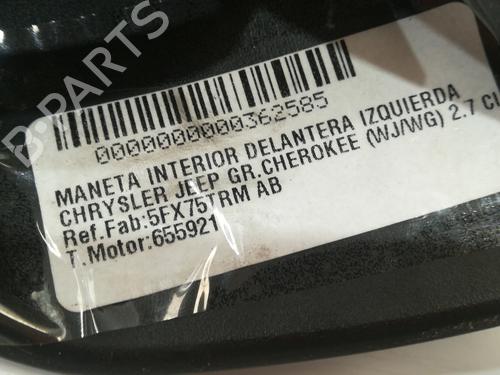 B-PARTS
0000000000362585
MANETA INTERIOR DELANTERA IZQUIERDA
CHRYSLER JEEP GR.CHEROKEE (WJ/WG) 2.7 CI
Ref.Fab:5FX75TRM AB
T.Motor:655921